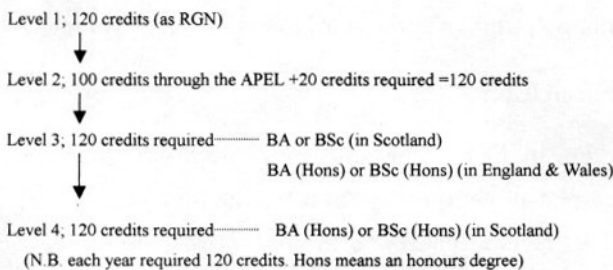 Level 1; 120 credits (as RGN)
Level 2; 100 credits through the APEL +20 credits required =120 credits
Level 3; 120 credits required············ BA or BSc (in Scotland)
BA (Hons) or BSc (Hons) (in England & Wales)
Level 4; 120 credits required············ BA (Hons) or BSc (Hons) (in Scotland)
(N.B. each year required 120 credits. Hons means an honours degree)